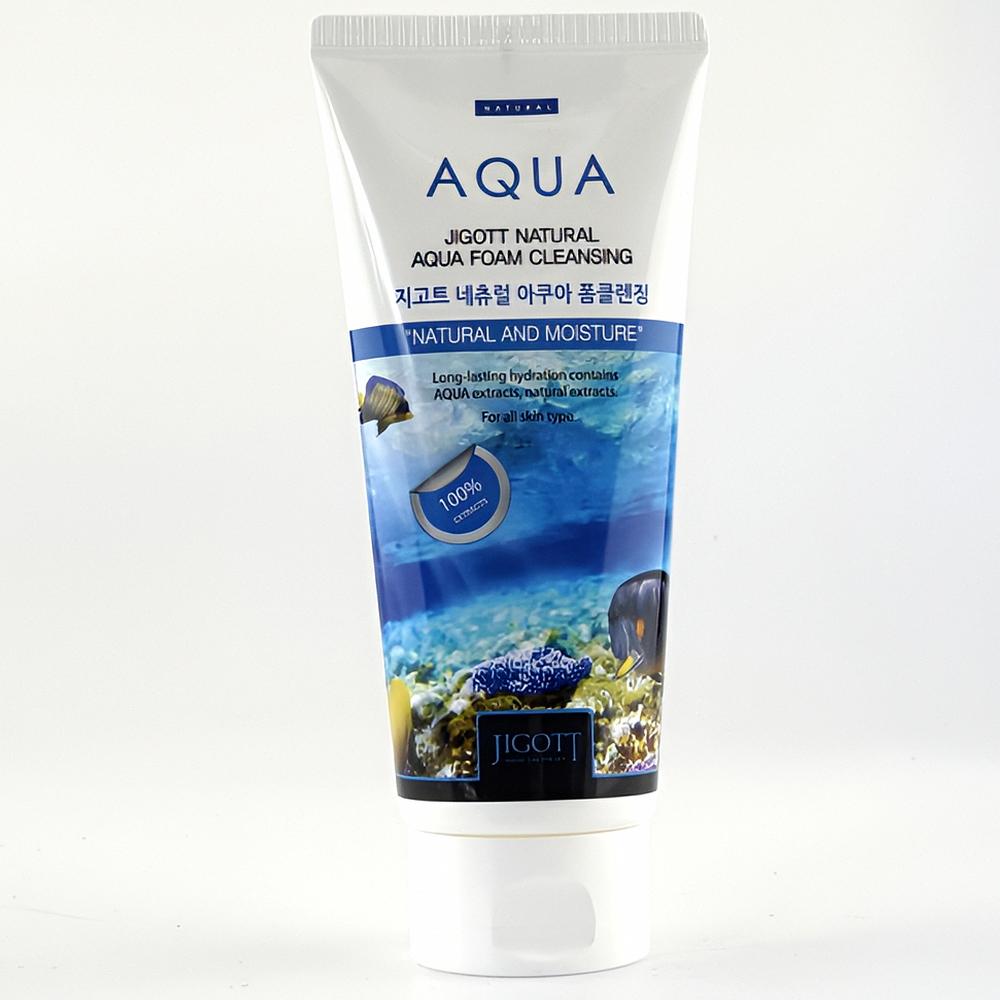 NATURAL
AQUA
JIGOTT NATURAL
AQUA FOAM CLEANSING
지고트 네츄럴 아쿠아 폼클렌징
"NATURAL AND MOISTURE"
Long-lasting hydration contains
AQUA extracts, natural extracts.
For all skin type.
100%
EXTRACTS
JIGOTT